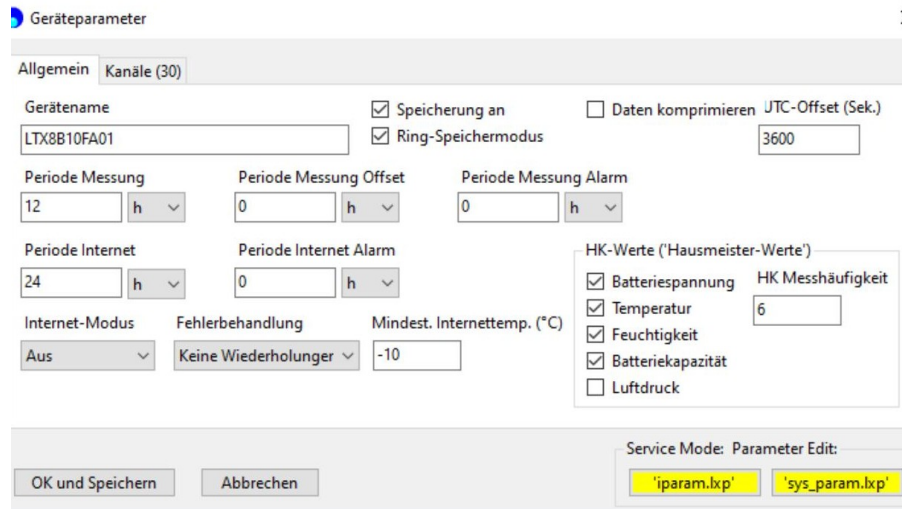 Geräteparameter
Allgemein Kanäle (30)
Gerätename Speicherung an Daten komprimieren UTC-Offset (Sek.)
LTX8B10FA01 Ring-Speichermodus 3600
Periode Messung Periode Messung Offset Periode Messung Alarm
12 h 0 h 0 h
Periode Internet Periode Internet Alarm HK-Werte ('Hausmeister-Werte')
24 h 0 h Batteriespannung HK Messhäufigkeit
Temperatur 6
Internet-Modus Fehlerbehandlung Mindest. Internettemp. (°C) Feuchtigkeit
Aus Keine Wiederholunger -10 Batteriekapazität
Luftdruck
Service Mode: Parameter Edit:
OK und Speichern Abbrechen 'iparam.lxp' 'sys_param.lxp'